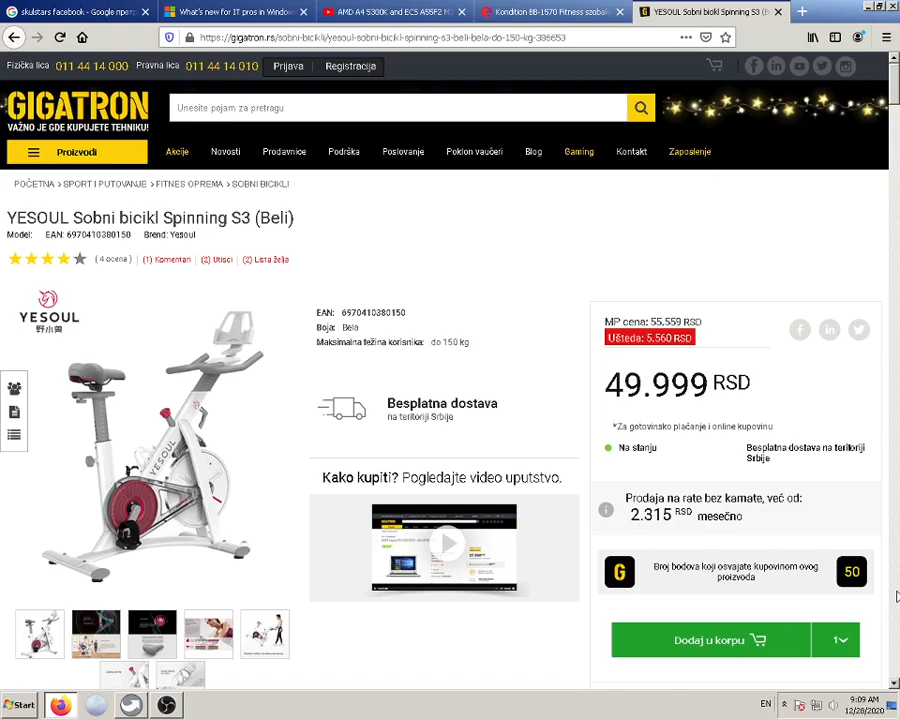 skulstars facebook - Google прет
What's new for IT pros in Window
AMD A4 5300K and ECS A55F2 M
Kondition BB-1570 Fitness szobak
YESOUL Sobni bicikl Spinning S3 (B
https://gigatron.rs/sobni-bicikli/yesoul-sobni-bicikl-spinning-s3-beli-bela-do-150-kg-386653
Fizička lica 011 44 14 000 Pravna lica 011 44 14 010 Prijava Registracija
GIGATRON
VAŽNO JE GDE KUPUJETE TEHNIKU!
Unesite pojam za pretragu
Proizvodi Akcije Novosti Prodavnice Podrška Poslovanje Poklon vaučeri Blog Gaming Kontakt Zaposlenje
POČETNA > SPORT I PUTOVANJE > FITNES OPREMA > SOBNI BICIKLI
YESOUL Sobni bicikl Spinning S3 (Beli)
Model: EAN: 6970410380150 Brend: Yesoul
( 4 ocena ) (1) Komentari (2) Utisci (2) Lista želja
YESOUL
野小兽
YESOUL
EAN: 6970410380150
Boja: Bela
Maksimalna težina korisnika: do 150 kg
Besplatna dostava
na teritoriji Srbije
Kako kupiti? Pogledajte video uputstvo.
MP cena: 55.559 RSD
Ušteda: 5.560 RSD
49.999 RSD
*Za gotovinsko plaćanje i online kupovinu
Na stanju
Besplatna dostava na teritoriji
Srbije
Prodaja na rate bez kamate, već od:
2.315 RSD mesečno
G
Broj bodova koji osvajate kupovinom ovog
proizvoda
50
Dodaj u korpu
1
Start
EN
9:09 AM
12/28/2020